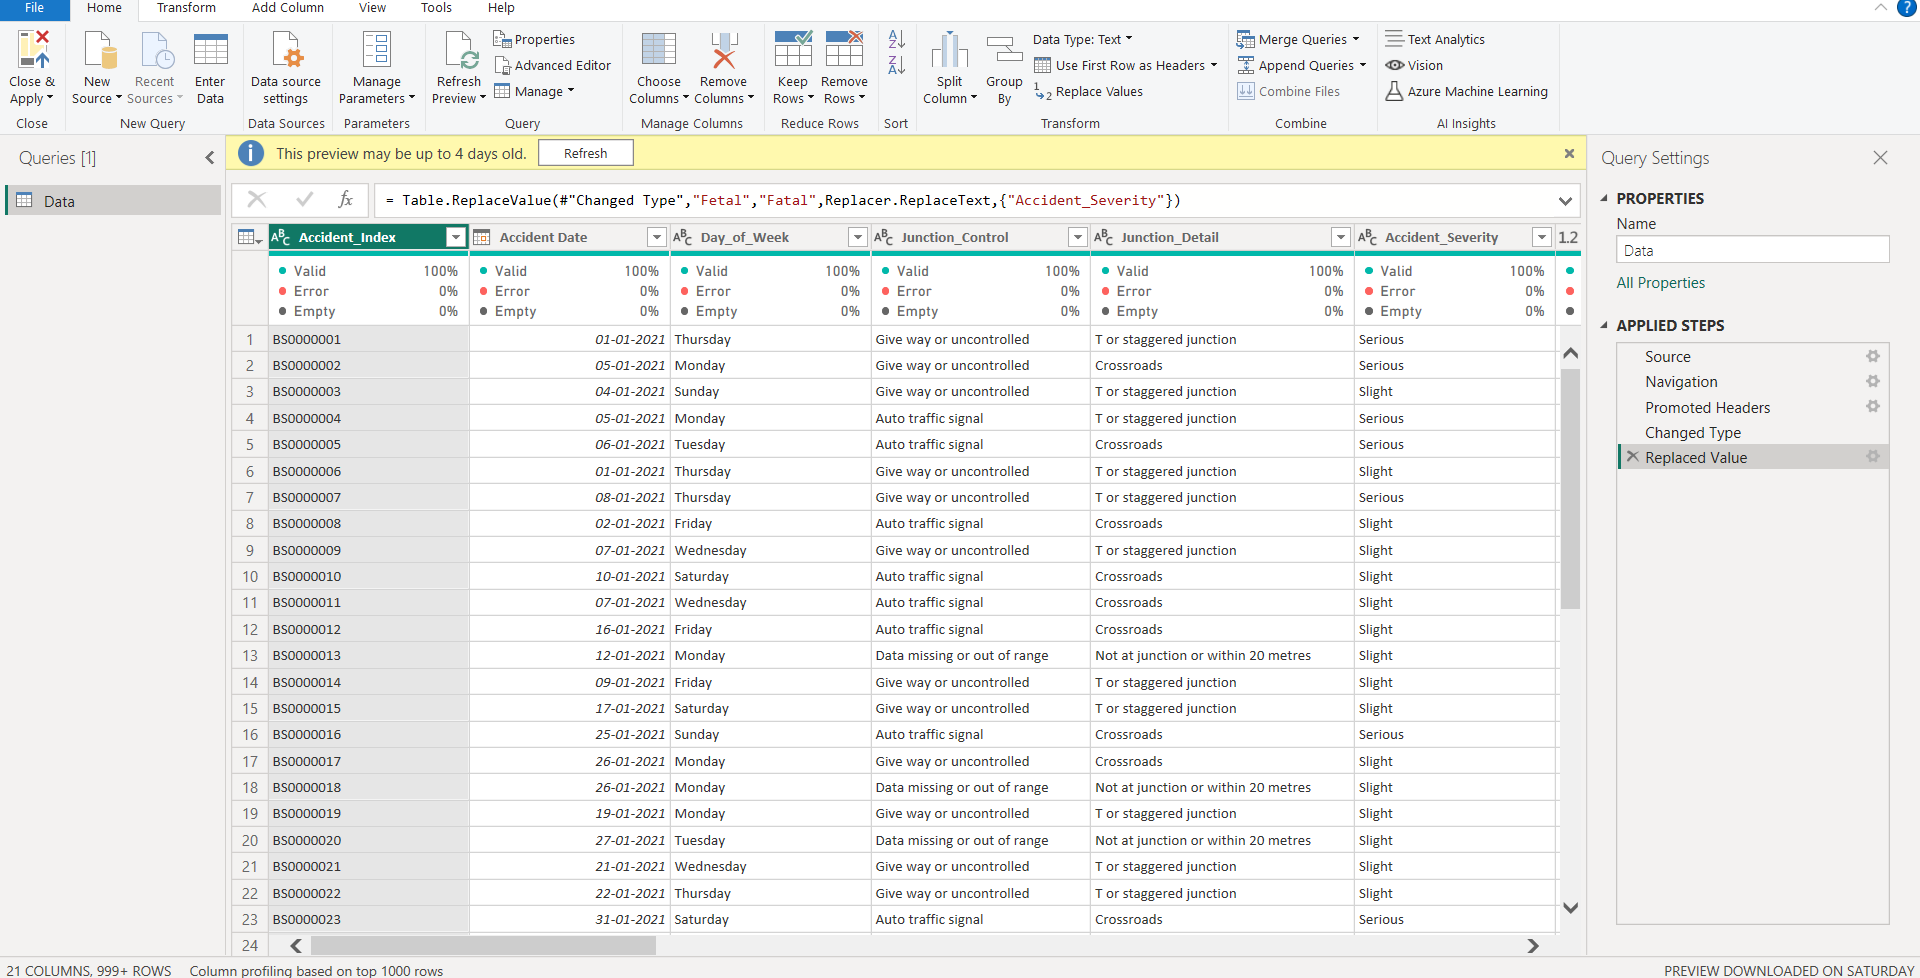 File Home Transform Add Column View Tools Help
Close & Apply
New Source
Recent Sources
Enter Data
Data source settings
Manage Parameters
Refresh Preview
Properties
Advanced Editor
Manage
Choose Columns
Remove Columns
Keep Rows
Remove Rows
Split Column
Group By
Data Type: Text
Use First Row as Headers
Replace Values
Merge Queries
Append Queries
Combine Files
Text Analytics
Vision
Azure Machine Learning
Close New Query Data Sources Parameters Query Manage Columns Reduce Rows Sort Transform Combine AI Insights
Queries [1]
Data
This preview may be up to 4 days old. Refresh
= Table.ReplaceValue(#"Changed Type","Fetal","Fatal",Replacer.ReplaceText,{"Accident_Severity"})
Accident_Index Accident Date Day_of_Week Junction_Control Junction_Detail Accident_Severity 1.2
Valid 100% Valid 100% Valid 100% Valid 100% Valid 100% Valid 100%
Error 0% Error 0% Error 0% Error 0% Error 0% Error 0%
Empty 0% Empty 0% Empty 0% Empty 0% Empty 0% Empty 0%
1 BS0000001 01-01-2021 Thursday Give way or uncontrolled T or staggered junction Serious
2 BS0000002 05-01-2021 Monday Give way or uncontrolled Crossroads Serious
3 BS0000003 04-01-2021 Sunday Give way or uncontrolled T or staggered junction Slight
4 BS0000004 05-01-2021 Monday Auto traffic signal T or staggered junction Serious
5 BS0000005 06-01-2021 Tuesday Auto traffic signal Crossroads Serious
6 BS0000006 01-01-2021 Thursday Give way or uncontrolled T or staggered junction Slight
7 BS0000007 08-01-2021 Thursday Give way or uncontrolled T or staggered junction Serious
8 BS0000008 02-01-2021 Friday Auto traffic signal Crossroads Slight
9 BS0000009 07-01-2021 Wednesday Give way or uncontrolled T or staggered junction Slight
10 BS0000010 10-01-2021 Saturday Auto traffic signal Crossroads Slight
11 BS0000011 07-01-2021 Wednesday Auto traffic signal Crossroads Slight
12 BS0000012 16-01-2021 Friday Auto traffic signal Crossroads Slight
13 BS0000013 12-01-2021 Monday Data missing or out of range Not at junction or within 20 metres Slight
14 BS0000014 09-01-2021 Friday Give way or uncontrolled T or staggered junction Slight
15 BS0000015 17-01-2021 Saturday Give way or uncontrolled T or staggered junction Slight
16 BS0000016 25-01-2021 Sunday Auto traffic signal Crossroads Serious
17 BS0000017 26-01-2021 Monday Give way or uncontrolled Crossroads Slight
18 BS0000018 26-01-2021 Monday Data missing or out of range Not at junction or within 20 metres Slight
19 BS0000019 19-01-2021 Monday Give way or uncontrolled T or staggered junction Slight
20 BS0000020 27-01-2021 Tuesday Data missing or out of range Not at junction or within 20 metres Slight
21 BS0000021 21-01-2021 Wednesday Give way or uncontrolled T or staggered junction Slight
22 BS0000022 22-01-2021 Thursday Give way or uncontrolled T or staggered junction Slight
23 BS0000023 31-01-2021 Saturday Auto traffic signal Crossroads Serious
24
Query Settings
PROPERTIES
Name
Data
All Properties
APPLIED STEPS
Source
Navigation
Promoted Headers
Changed Type
Replaced Value
21 COLUMNS, 999+ ROWS Column profiling based on top 1000 rows PREVIEW DOWNLOADED ON SATURDAY